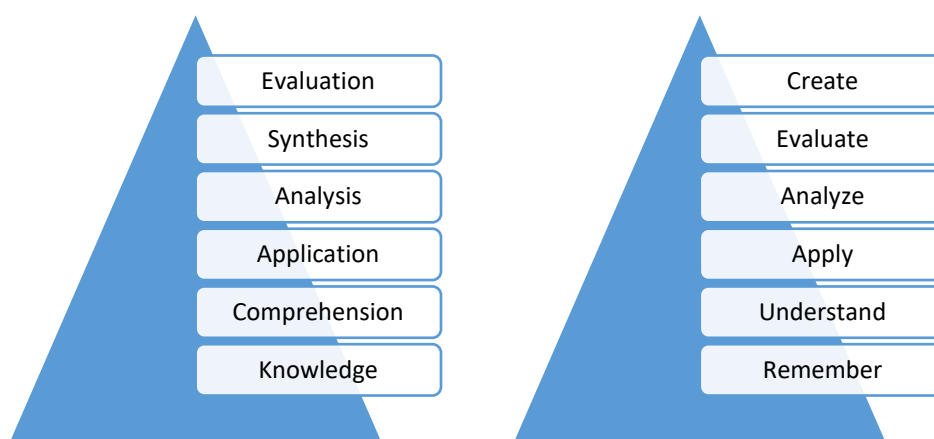 Evaluation
Synthesis
Analysis
Application
Comprehension
Knowledge
Create
Evaluate
Analyze
Apply
Understand
Remember